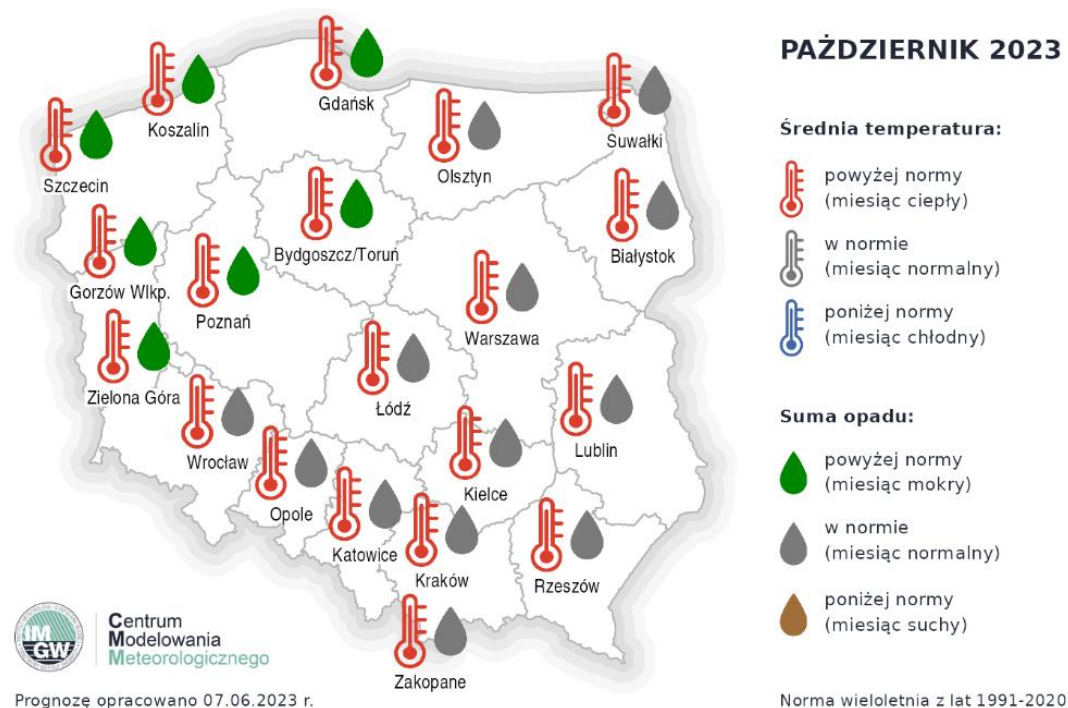 PAŹDZIERNIK 2023
Gdańsk
Koszalin
Suwałki
Olsztyn
Szczecin
Bydgoszcz/Toruń
Białystok
Gorzów Wlkp.
Poznań
Warszawa
Zielona Góra
Łódź
Lublin
Wrocław
Kielce
Opole
Katowice
Kraków
Rzeszów
Zakopane
Średnia temperatura:
powyżej normy
(miesiąc ciepły)
w normie
(miesiąc normalny)
poniżej normy
(miesiąc chłodny)
Suma opadu:
powyżej normy
(miesiąc mokry)
w normie
(miesiąc normalny)
poniżej normy
(miesiąc suchy)
IM
GW
Centrum
Modelowania
Meteorologicznego
Prognozę opracowano 07.06.2023 r.
Norma wieloletnia z lat 1991-2020